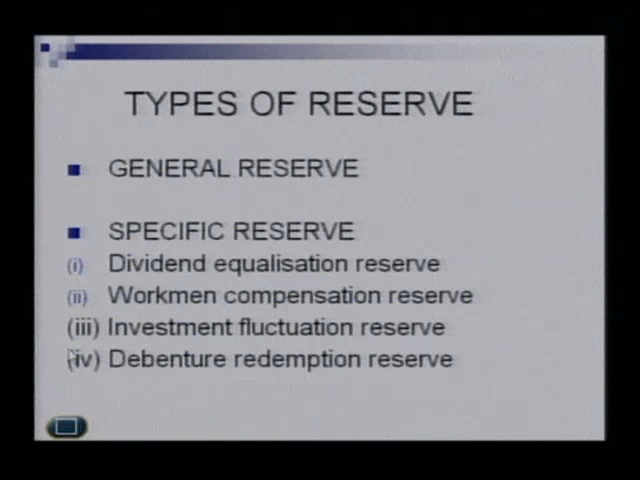 TYPES OF RESERVE
GENERAL RESERVE
SPECIFIC RESERVE
(i) Dividend equalisation reserve
(ii) Workmen compensation reserve
(iii) Investment fluctuation reserve
(iv) Debenture redemption reserve